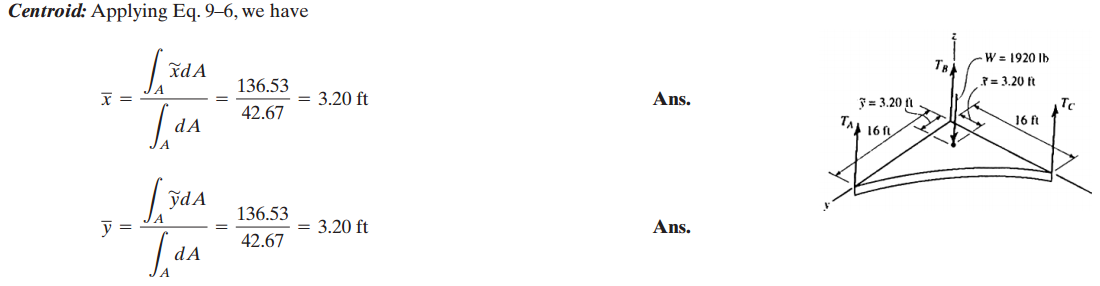 Centroid: Applying Eq. 9–6, we have
x̄ = ∫_A x̃ dA / ∫_A dA = 136.53 / 42.67 = 3.20 ft Ans.
ȳ = ∫_A ỹ dA / ∫_A dA = 136.53 / 42.67 = 3.20 ft Ans.
z
T_B
W = 1920 lb
x̄ = 3.20 ft
ȳ = 3.20 ft
T_C
T_A
16 ft
16 ft
y